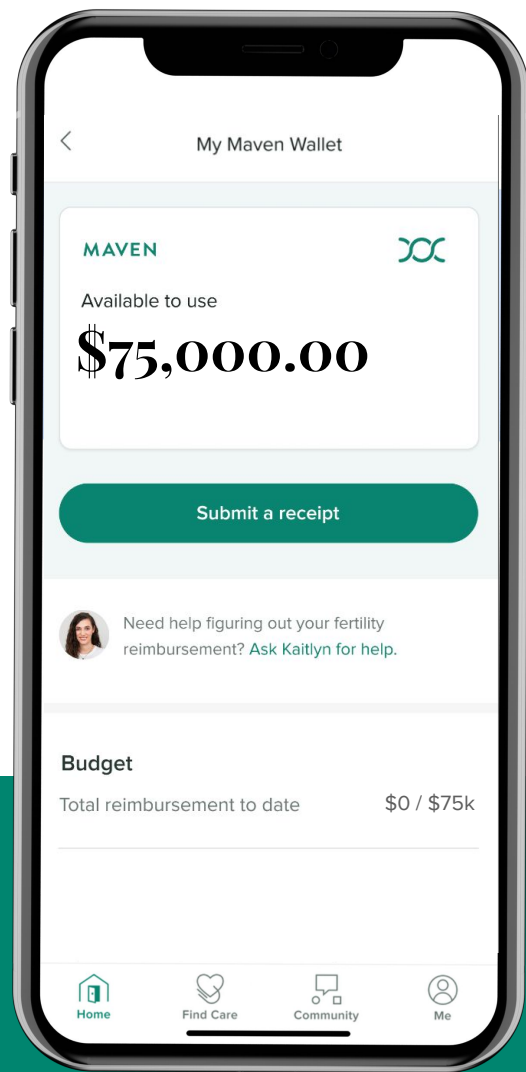 My Maven Wallet
MAVEN
Available to use
$75,000.00
Submit a receipt
Need help figuring out your fertility
reimbursement? Ask Kaitlyn for help.
Budget
Total reimbursement to date $0 / $75k
Home Find Care Community Me